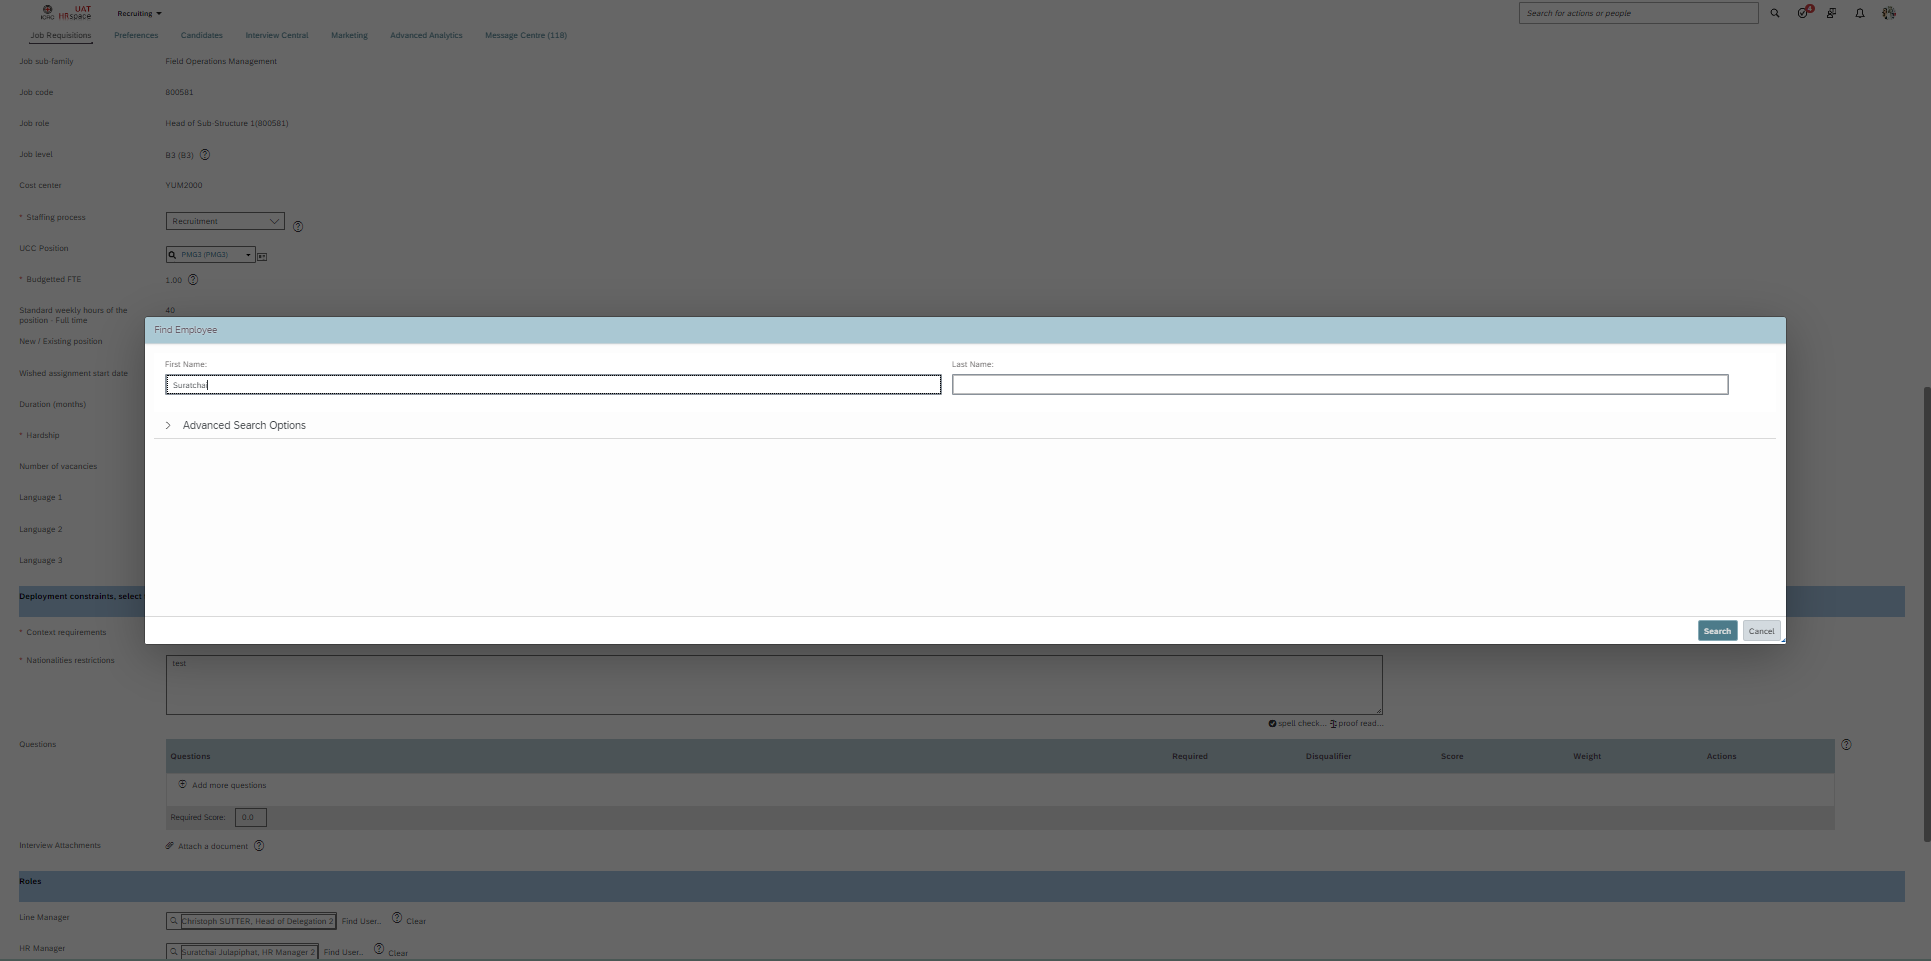 ICRC
UAT
HRspace
Recruiting
Search for actions or people
4
Job Requisitions
Preferences
Candidates
Interview Central
Marketing
Advanced Analytics
Message Centre (118)
Job sub-family
Field Operations Management
Job code
800581
Job role
Head of Sub-Structure 1(800581)
Job level
B3 (B3)
Cost center
YUM2000
* Staffing process
Recruitment
UCC Position
PMG3 (PMG3)
* Budgetted FTE
1.00
Standard weekly hours of the
position - Full time
40
Find Employee
New / Existing position
First Name:
Last Name:
Wished assignment start date
Suratchai
Duration (months)
Advanced Search Options
* Hardship
Number of vacancies
Language 1
Language 2
Language 3
Deployment constraints, select
* Context requirements
Search
Cancel
* Nationalities restrictions
test
spell check...
proof read...
Questions
Questions
Required
Disqualifier
Score
Weight
Actions
Add more questions
Required Score:
0.0
Interview Attachments
Attach a document
Roles
Line Manager
Christoph SUTTER, Head of Delegation 2
Find User...
Clear
HR Manager
Suratchai Julapiphat, HR Manager 2
Find User...
Clear